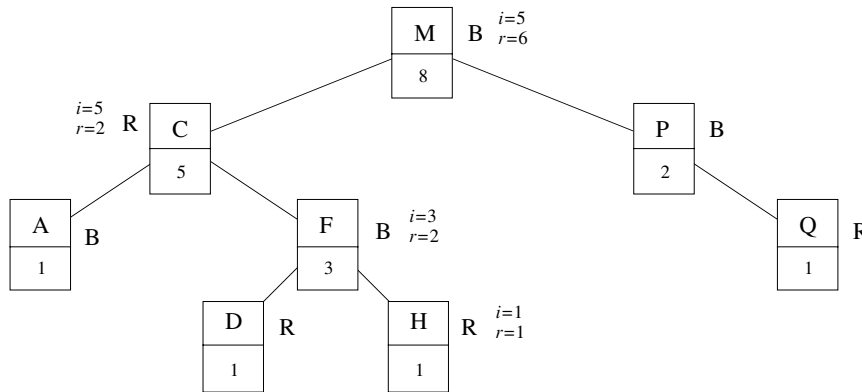 M B i=5
r=6
8
i=5
r=2 R C
5
P B
2
A B
1
F B i=3
r=2
3
Q R
1
D R
1
H R i=1
r=1
1